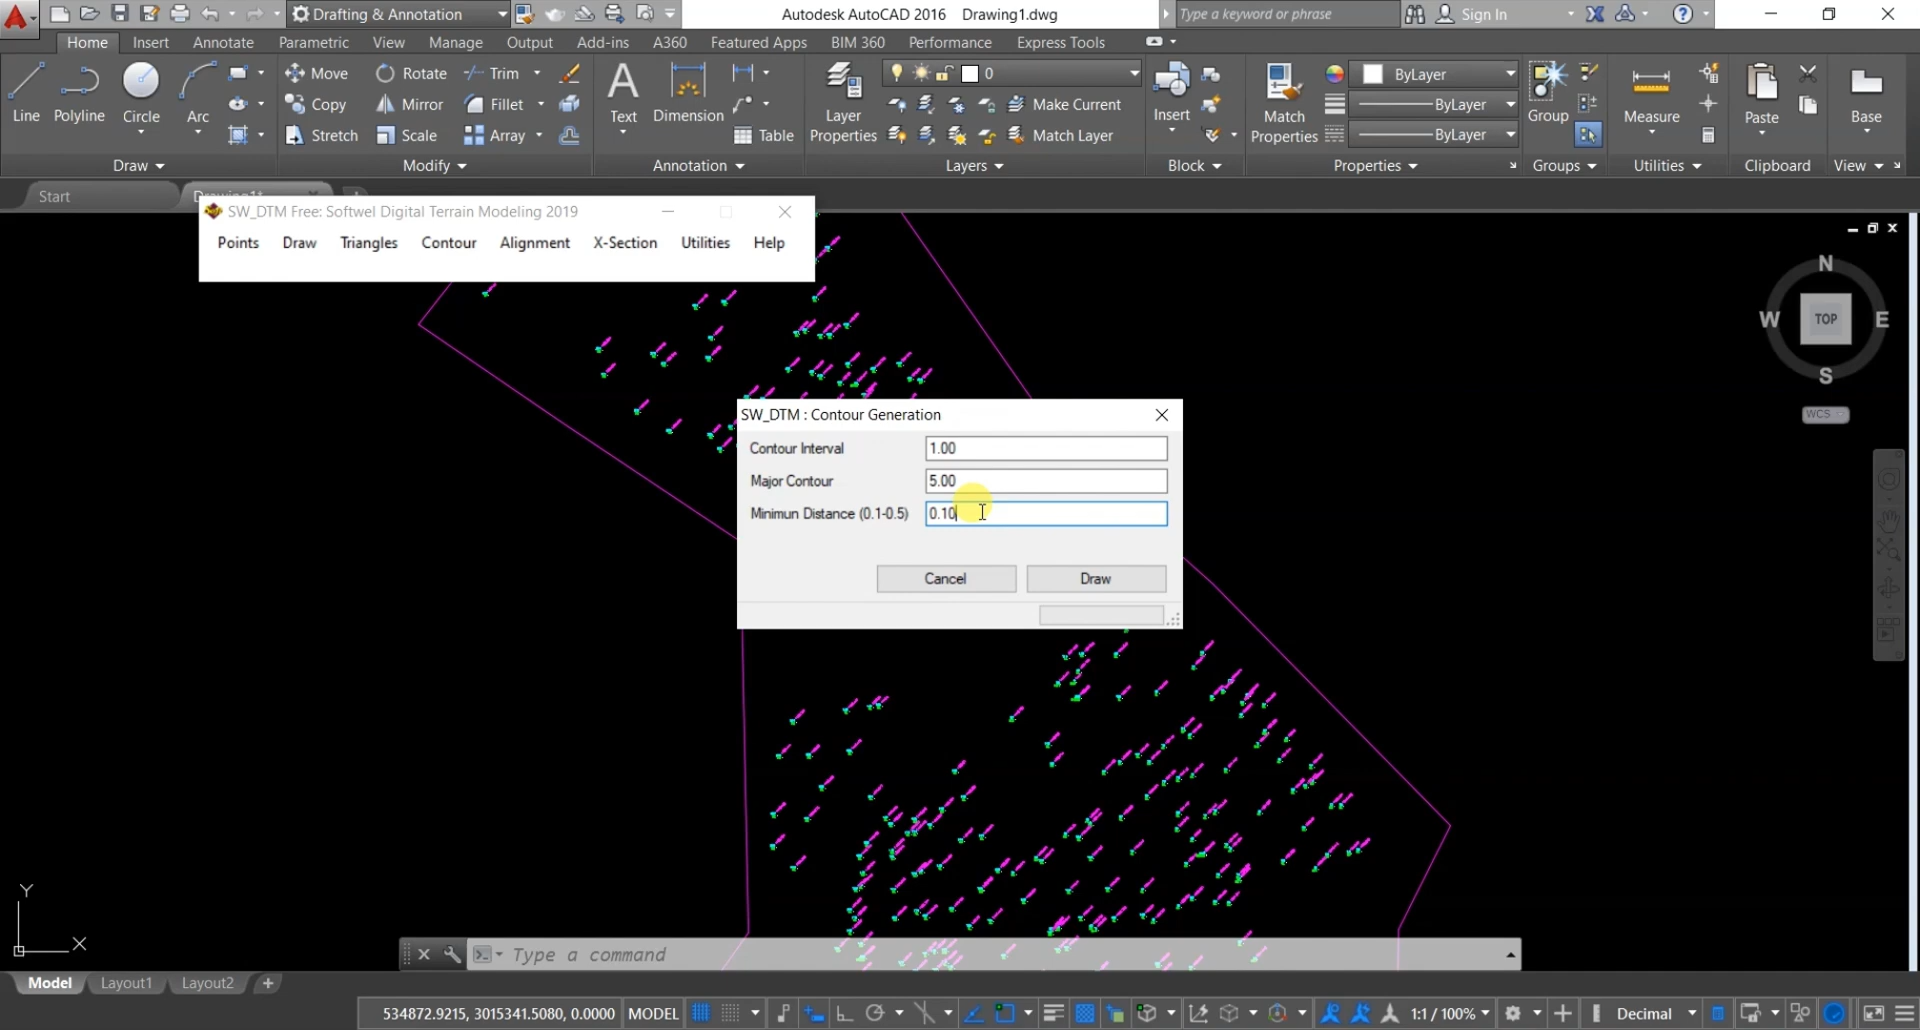 Drafting & Annotation
Autodesk AutoCAD 2016 Drawing1.dwg
Type a keyword or phrase
Sign In
Home Insert Annotate Parametric View Manage Output Add-ins A360 Featured Apps BIM 360 Performance Express Tools
Line Polyline Circle Arc
Move Rotate Trim
Copy Mirror Fillet
Stretch Scale Array
Text Dimension Table
Layer Properties
0
Make Current
Match Layer
Insert
Match Properties
ByLayer
ByLayer
ByLayer
Group Measure Paste Base
Draw Modify Annotation Layers Block Properties Groups Utilities Clipboard View
Start
SW_DTM Free: Softwel Digital Terrain Modeling 2019
Points Draw Triangles Contour Alignment X-Section Utilities Help
N
W TOP E
S
WCS
SW_DTM : Contour Generation
Contour Interval 1.00
Major Contour 5.00
Minimun Distance (0.1-0.5) 0.10
Cancel Draw
Y
X
Type a command
Model Layout1 Layout2
534872.9215, 3015341.5080, 0.0000 MODEL 1:1 / 100% Decimal